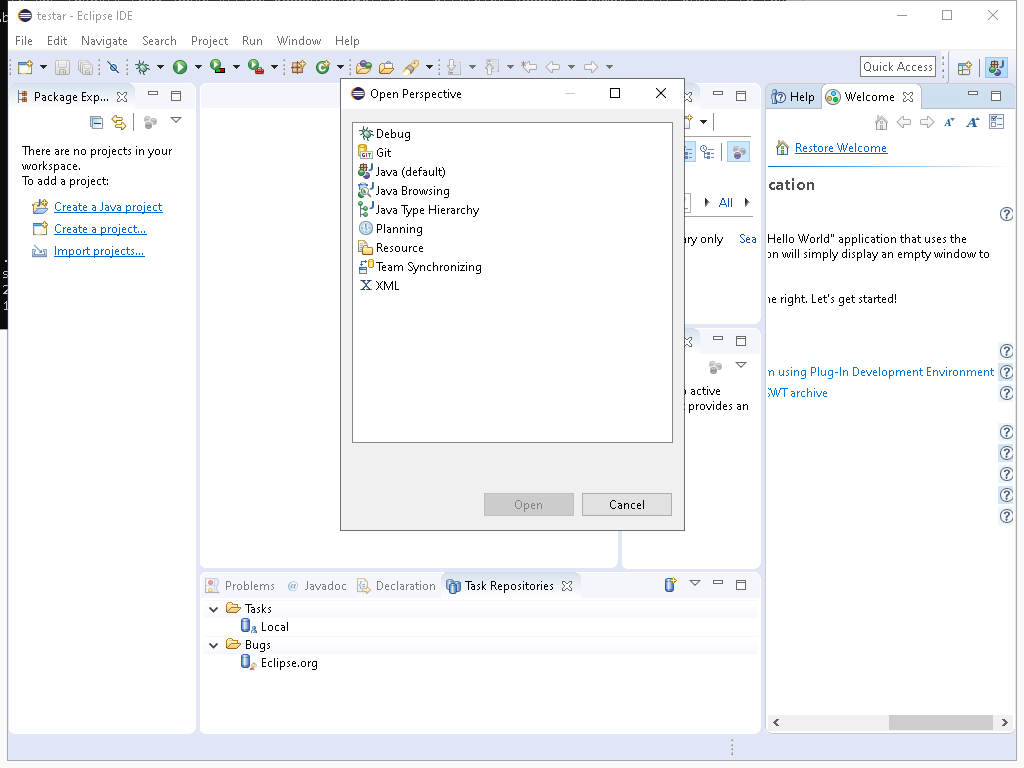 testar - Eclipse IDE
File Edit Navigate Search Project Run Window Help
Quick Access
Package Exp...
There are no projects in your
workspace.
To add a project:
Create a Java project
Create a project...
Import projects...
Open Perspective
Debug
Git
Java (default)
Java Browsing
Java Type Hierarchy
Planning
Resource
Team Synchronizing
XML
Open
Cancel
All
ary only Sea
active
provides an
Help
Welcome
Restore Welcome
cation
Hello World" application that uses the
on will simply display an empty window to
he right. Let's get started!
n using Plug-In Development Environment
SWT archive
Problems @ Javadoc Declaration Task Repositories
Tasks
Local
Bugs
Eclipse.org